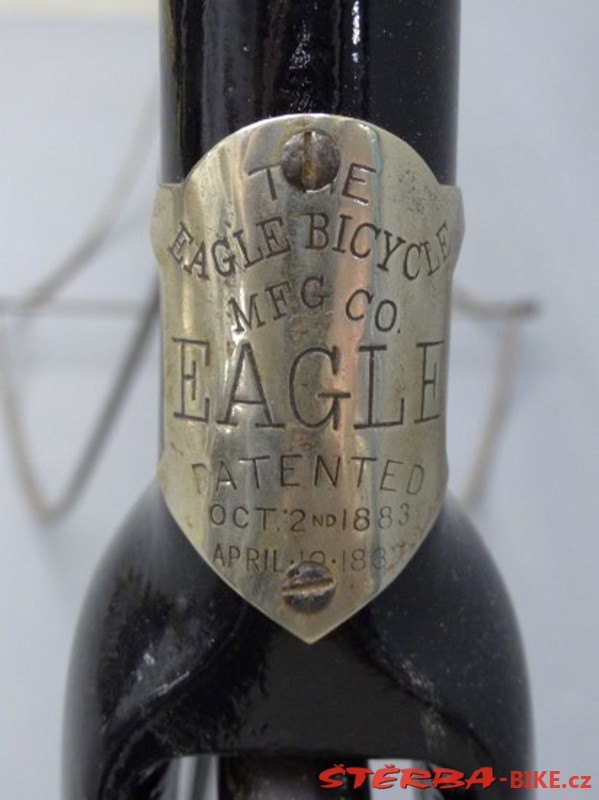 THE
EAGLE BICYCLE
MFG CO.
EAGLE
PATENTED
OCT. 2ND 1883
APRIL
ŠTĚRBA-BIKE.cz